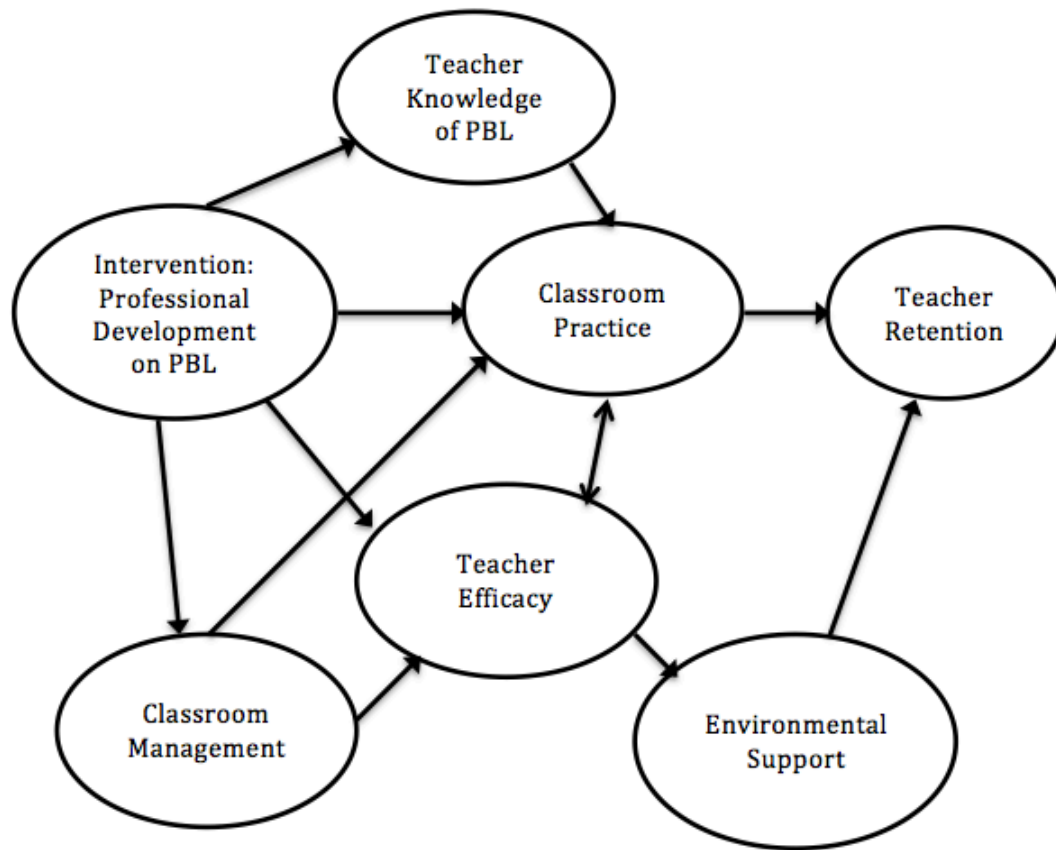 Teacher
Knowledge
of PBL
Intervention:
Professional
Development
on PBL
Classroom
Practice
Teacher
Retention
Teacher
Efficacy
Classroom
Management
Environmental
Support